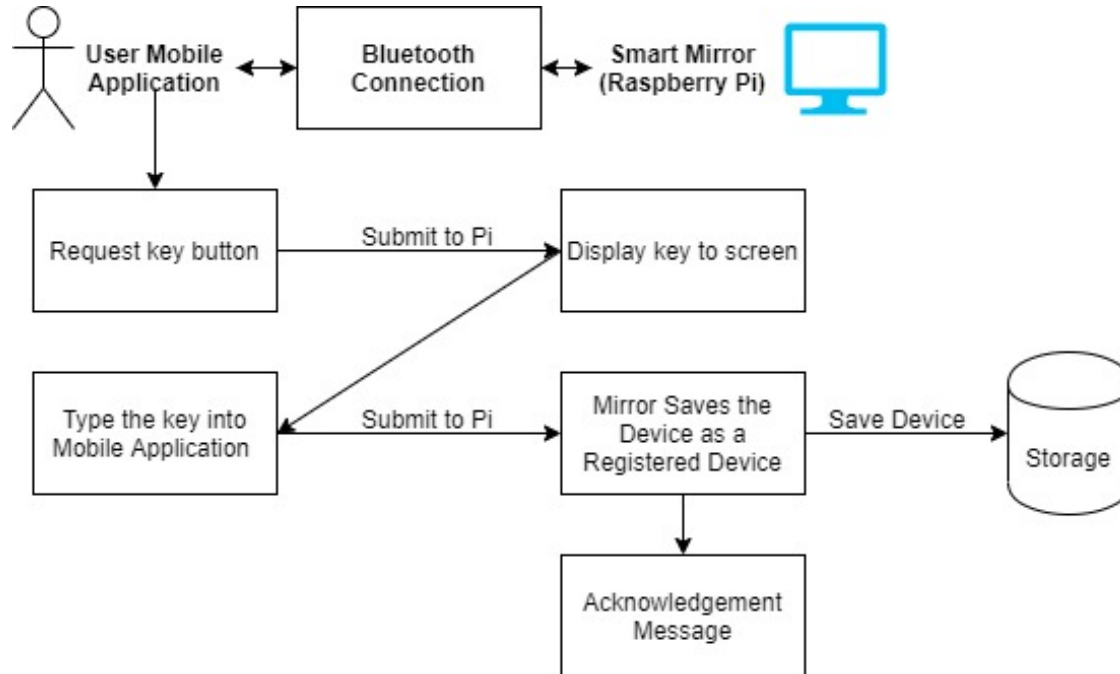 User Mobile
Application
Bluetooth
Connection
Smart Mirror
(Raspberry Pi)
Request key button
Submit to Pi
Display key to screen
Type the key into
Mobile Application
Submit to Pi
Mirror Saves the
Device as a
Registered Device
Save Device
Storage
Acknowledgement
Message